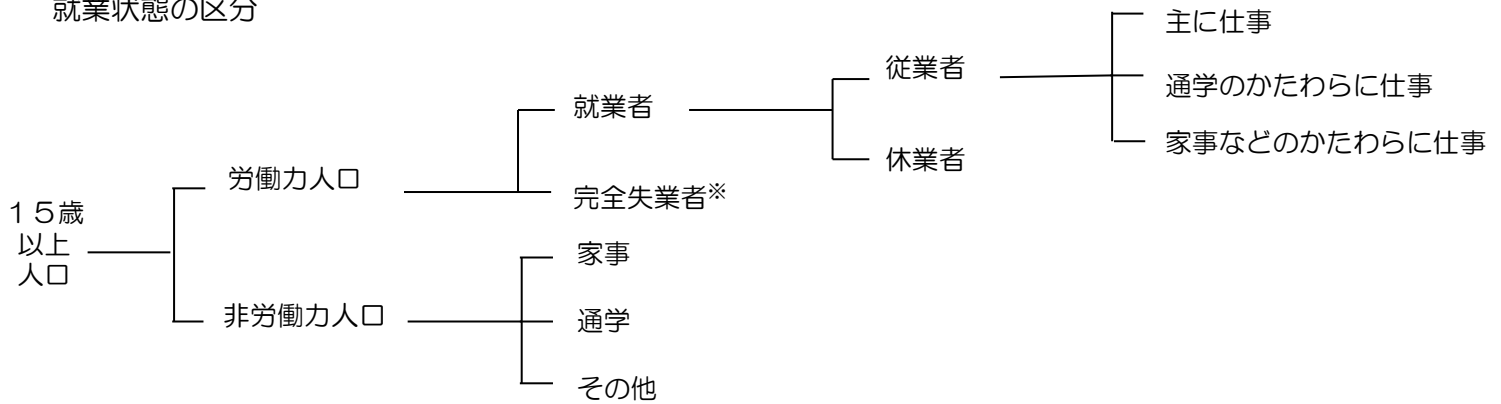 就業状態の区分
主に仕事
従業者
通学のかたわらに仕事
就業者
家事などのかたわらに仕事
休業者
労働力人口
完全失業者※
１５歳
以上
人口
家事
非労働力人口
通学
その他